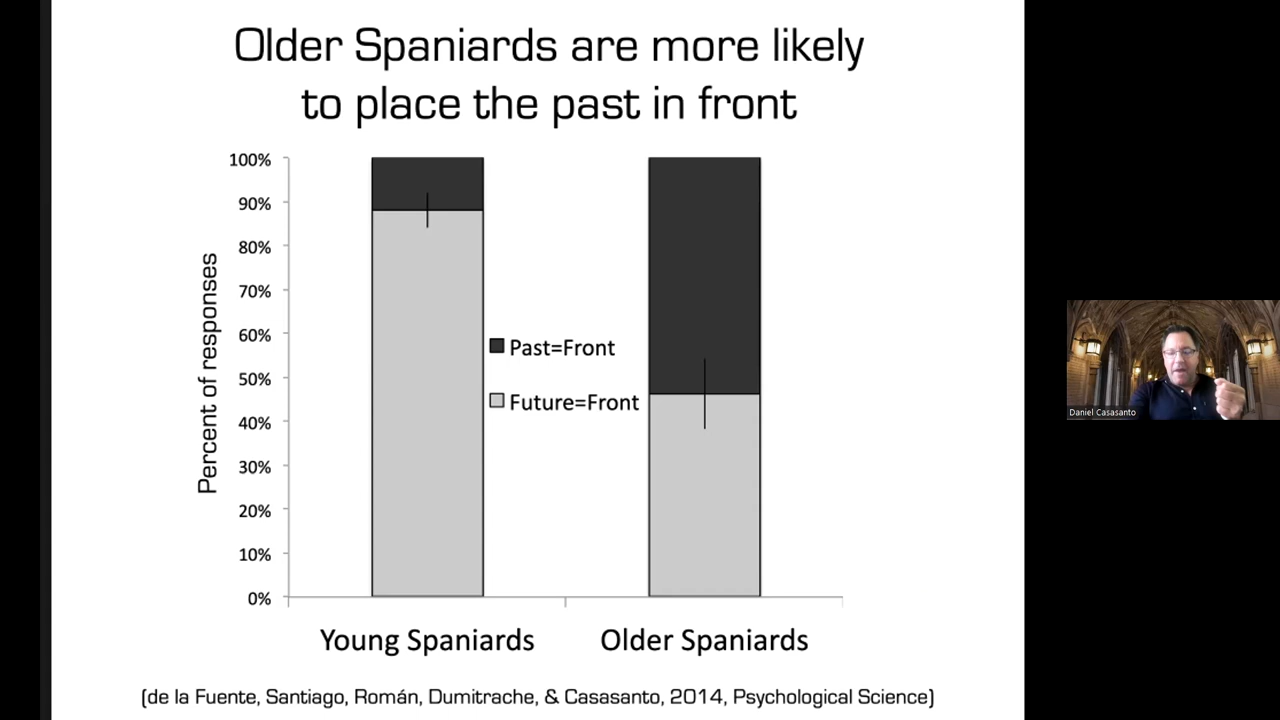 Older Spaniards are more likely
to place the past in front
100%
90%
80%
70%
60%
50%
40%
30%
20%
10%
0%
Percent of responses
Past=Front
Future=Front
Young Spaniards
Older Spaniards
(de la Fuente, Santiago, Román, Dumitrache, & Casasanto, 2014, Psychological Science)
Daniel Casasanto